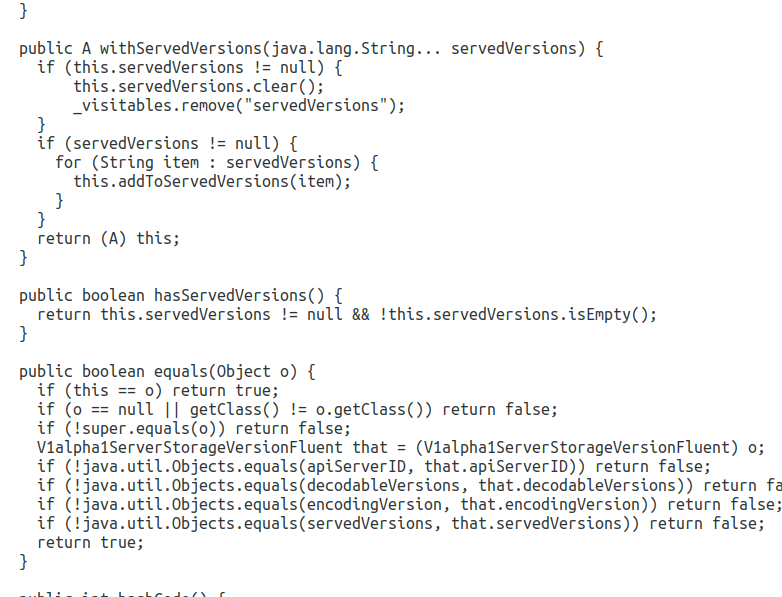 }
public A withServedVersions(java.lang.String... servedVersions) {
if (this.servedVersions != null) {
this.servedVersions.clear();
_visitables.remove("servedVersions");
}
if (servedVersions != null) {
for (String item : servedVersions) {
this.addToServedVersions(item);
}
}
return (A) this;
}
public boolean hasServedVersions() {
return this.servedVersions != null && !this.servedVersions.isEmpty();
}
public boolean equals(Object o) {
if (this == o) return true;
if (o == null || getClass() != o.getClass()) return false;
if (!super.equals(o)) return false;
V1alpha1ServerStorageVersionFluent that = (V1alpha1ServerStorageVersionFluent) o;
if (!java.util.Objects.equals(apiServerID, that.apiServerID)) return false;
if (!java.util.Objects.equals(decodableVersions, that.decodableVersions)) return fa
if (!java.util.Objects.equals(encodingVersion, that.encodingVersion)) return false;
if (!java.util.Objects.equals(servedVersions, that.servedVersions)) return false;
return true;
}
public int hashCode() {